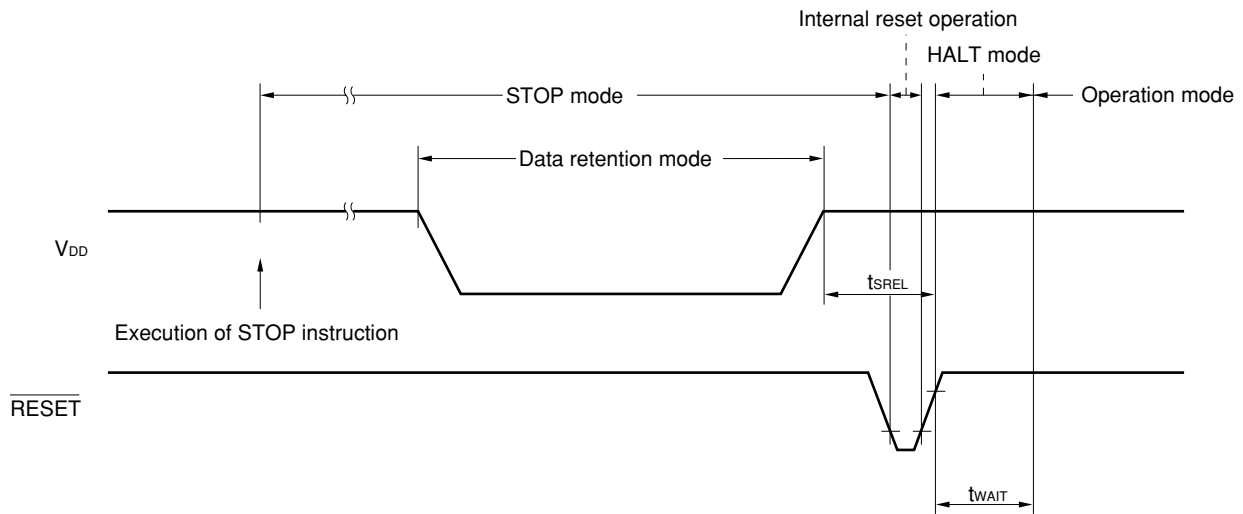 Internal reset operation
HALT mode
STOP mode
Operation mode
Data retention mode
VDD
tSREL
Execution of STOP instruction
RESET
tWAIT